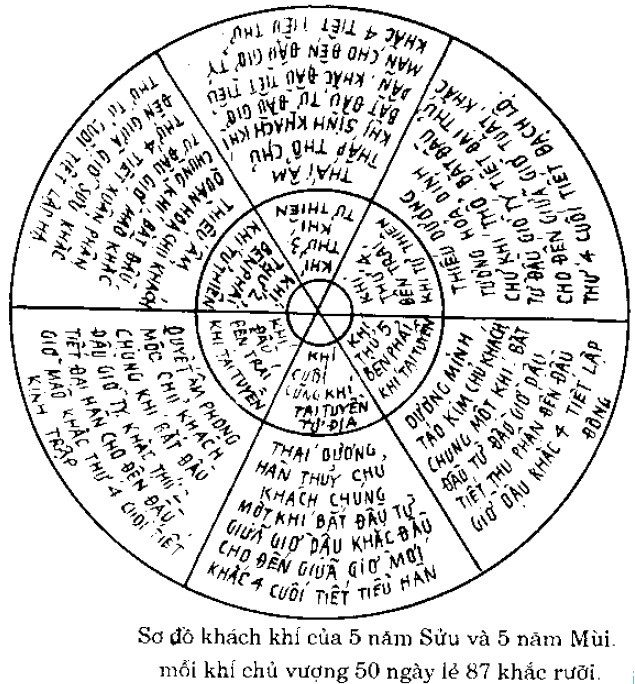 QUYẾT ÂM PHONG
MỘC CHỦ KHÁCH
CHUNG KHÍ BẮT ĐẦU
ĐẦU GIỜ TỴ KHẮC THỨ
TIẾT ĐẠI HÀN CHO ĐẾN ĐẦU
GIỜ MÃO KHẮC THỨ 4 CUỐI TIẾT
KINH TRẬP
KHÍ
ĐẦU
BÊN TRÁI
KHÍ TẠI TUYỀN
THIẾU ÂM
QUÂN HOẢ CHỦ KHÁCH
CHUNG KHÍ BẮT ĐẦU
TỪ ĐẦU GIỜ MÃO KHẮC
THỨ 4 TIẾT XUÂN PHÂN
ĐẾN GIỮA GIỜ SỬU KHẮC
THỨ TƯ CUỐI TIẾT LẬP HẠ
KHÍ
THỨ 2,
BÊN PHẢI
KHÍ TƯ THIÊN
THÁI ÂM
THẤP THỔ CHỦ
KHÍ SINH KHÁCH KHÍ
BẮT ĐẦU TỪ ĐẦU GIỜ
DẦN, KHẮC ĐẦU TIẾT TIỂU
MÃN CHO ĐẾN ĐẦU GIỜ TÝ
KHẮC 4 TIẾT TIỂU THỬ
KHÍ
THỨ 3,
KHÍ
TƯ THIÊN
THIẾU DƯƠNG
TƯỚNG HOẢ DINH
CHỦ KHÍ THỔ, BẮT ĐẦU
TỪ ĐẦU GIỜ TÝ TIẾT ĐẠI THỬ
CHO ĐẾN GIỮA GIỜ TUẤT, KHẮC
THỨ 4 CUỐI TIẾT BẠCH LỘ.
KHÍ
THỨ 4,
BÊN TRÁI
KHÍ TƯ THIÊN
DƯƠNG MINH
TÁO KIM CHỦ KHÁCH
CHUNG MỘT KHÍ. BẮT
ĐẦU TỪ ĐẦU GIỜ DẬU
TIẾT THU PHÂN ĐẾN ĐẦU
GIỜ DẬU KHẮC 4 TIẾT LẬP
ĐÔNG
KHÍ
THỨ 5
BÊN PHẢI
KHÍ TẠI TUYỀN
KHÍ
CUỐI
CÙNG KHÍ
TẠI TUYỀN
TƯ ĐỊA
THÁI DƯƠNG,
HÀN THỦY CHỦ
KHÁCH CHUNG
MỘT KHÍ BẮT ĐẦU TỪ
GIỮA GIỜ DẬU KHẮC ĐẦU
CHO ĐẾN GIỮA GIỜ MÙI
KHẮC 4 CUỐI TIẾT TIỂU HÀN
Sơ đồ khách khí của 5 năm Sửu và 5 năm Mùi.
mỗi khí chủ vượng 50 ngày lẻ 87 khắc rưỡi.